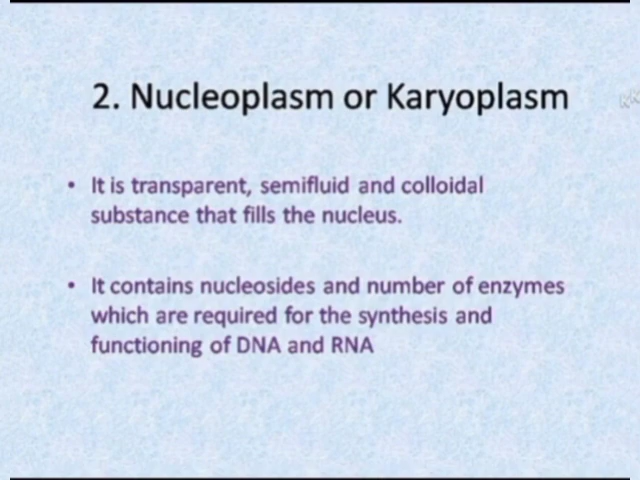 2. Nucleoplasm or Karyoplasm
• It is transparent, semifluid and colloidal
substance that fills the nucleus.
• It contains nucleosides and number of enzymes
which are required for the synthesis and
functioning of DNA and RNA